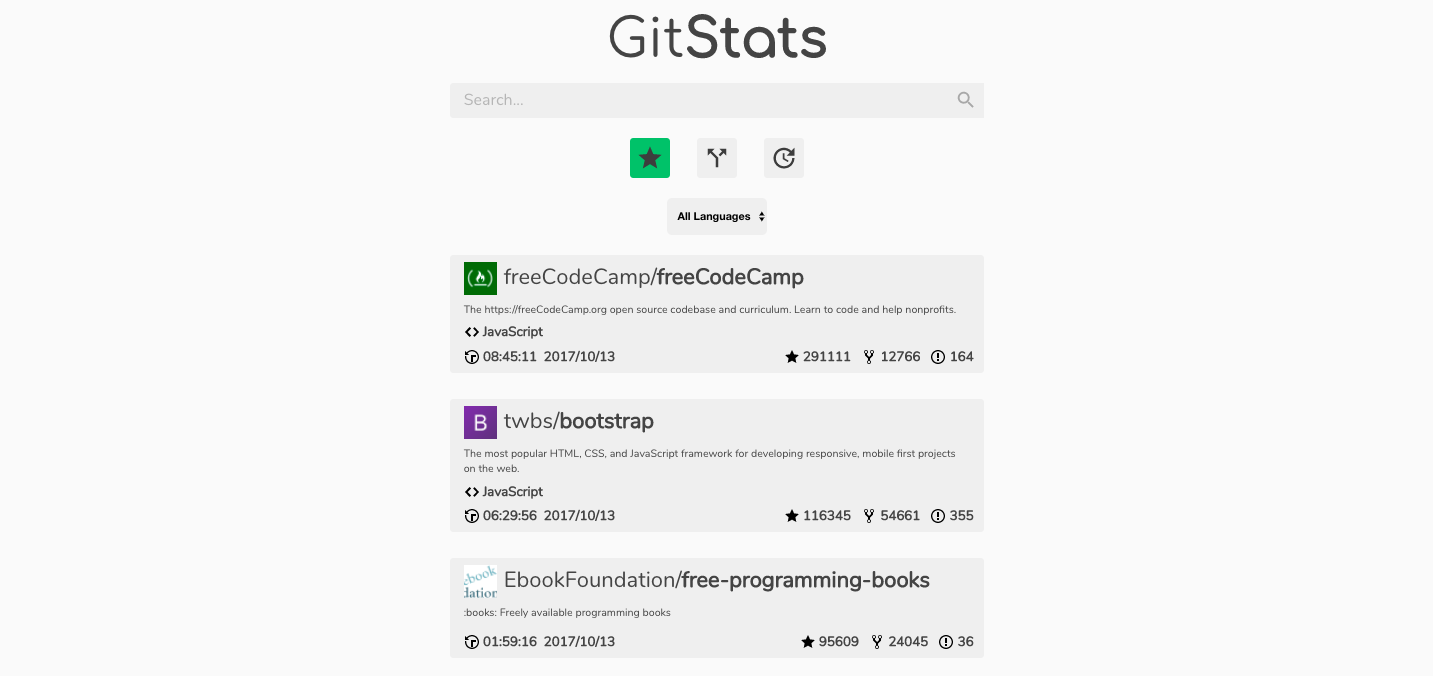 GitStats
Search...
All Languages
freeCodeCamp/freeCodeCamp
The https://freeCodeCamp.org open source codebase and curriculum. Learn to code and help nonprofits.
JavaScript
08:45:11 2017/10/13 291111 12766 164
B twbs/bootstrap
The most popular HTML, CSS, and JavaScript framework for developing responsive, mobile first projects
on the web.
JavaScript
06:29:56 2017/10/13 116345 54661 355
EbookFoundation/free-programming-books
:books: Freely available programming books
01:59:16 2017/10/13 95609 24045 36